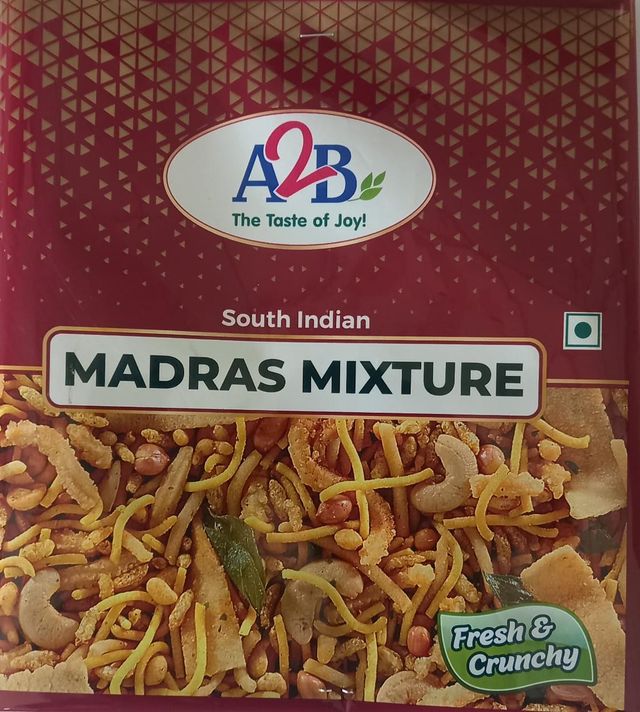 A2B
The Taste of Joy!
South Indian
MADRAS MIXTURE
Fresh &
Crunchy